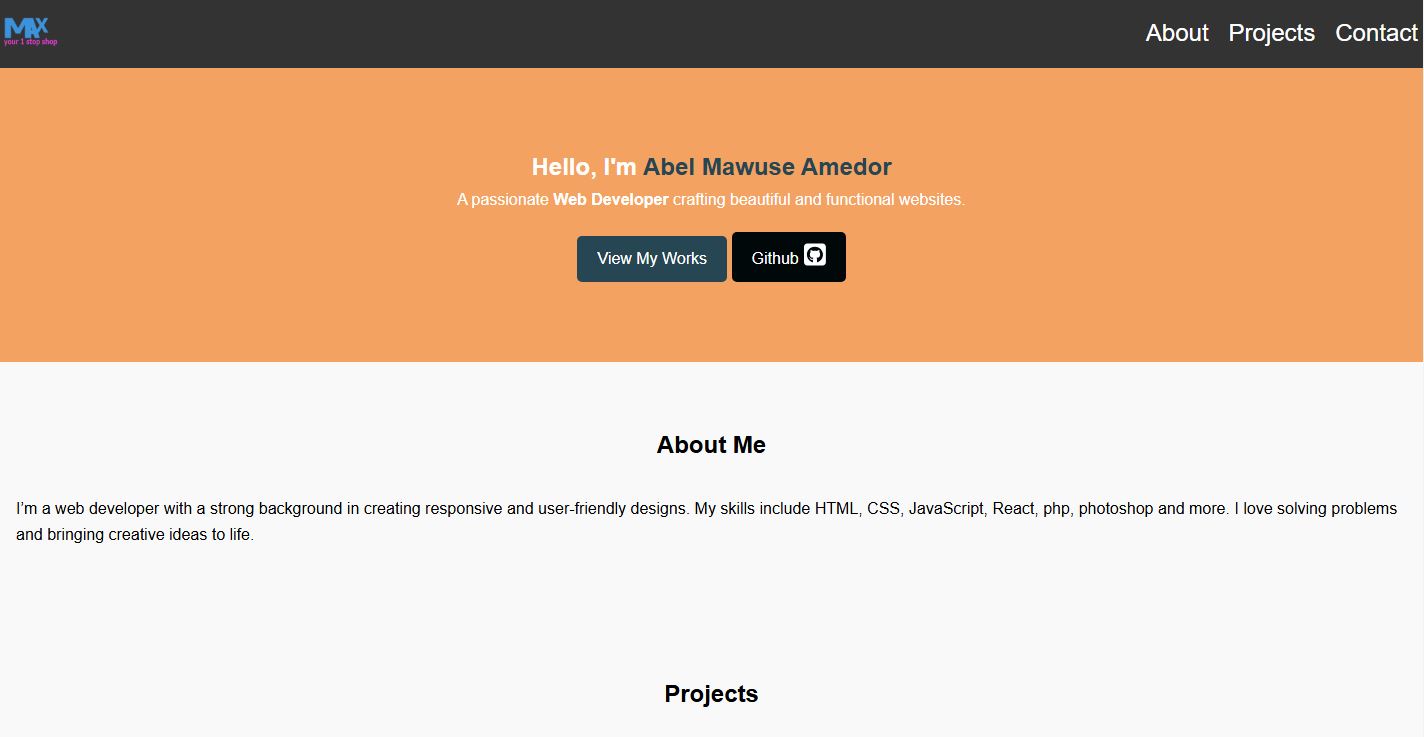 MAX
your 1 stop shop
About Projects Contact
Hello, I'm Abel Mawuse Amedor
A passionate Web Developer crafting beautiful and functional websites.
View My Works Github
About Me
I’m a web developer with a strong background in creating responsive and user-friendly designs. My skills include HTML, CSS, JavaScript, React, php, photoshop and more. I love solving problems
and bringing creative ideas to life.
Projects